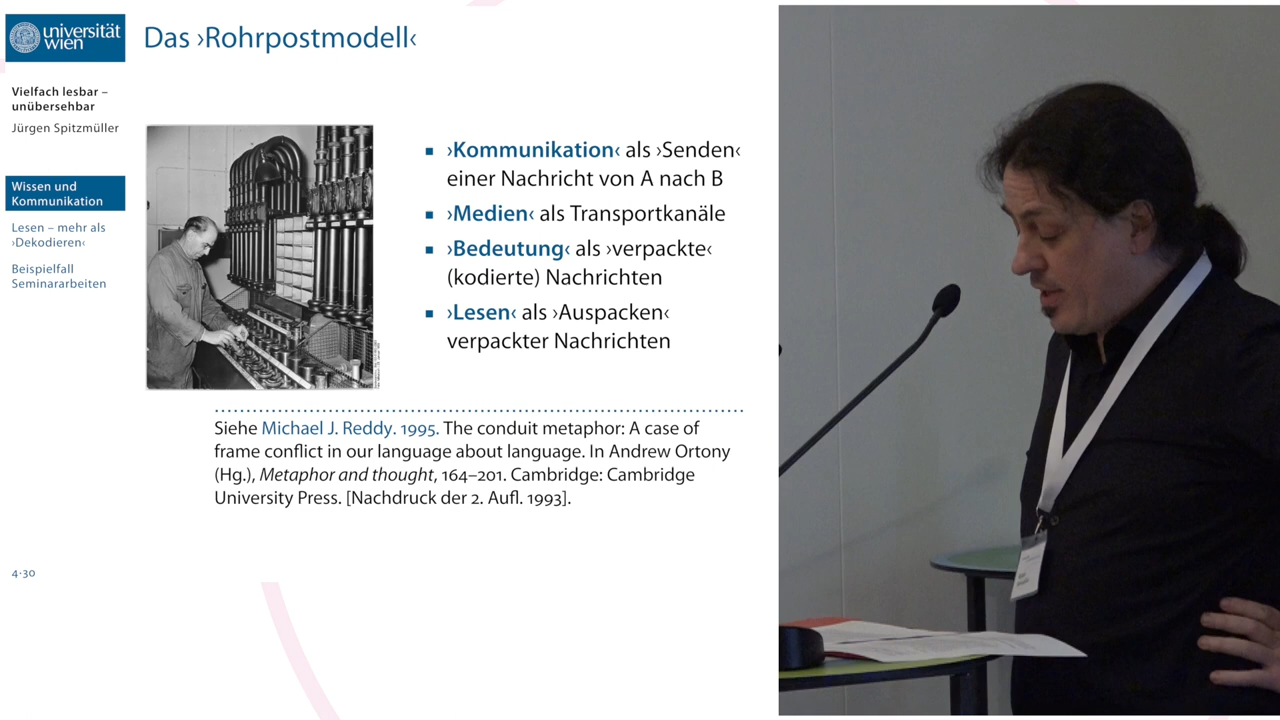 universität
wien
Das ›Rohrpostmodell‹
Vielfach lesbar –
unübersehbar
Jürgen Spitzmüller
Wissen und
Kommunikation
Lesen – mehr als
›Dekodieren‹
Beispielfall
Seminararbeiten
▪ ›Kommunikation‹ als ›Senden‹
einer Nachricht von A nach B
▪ ›Medien‹ als Transportkanäle
▪ ›Bedeutung‹ als ›verpackte‹
(kodierte) Nachrichten
▪ ›Lesen‹ als ›Auspacken‹
verpackter Nachrichten
Siehe Michael J. Reddy. 1995. The conduit metaphor: A case of
frame conflict in our language about language. In Andrew Ortony
(Hg.), Metaphor and thought, 164–201. Cambridge: Cambridge
University Press. [Nachdruck der 2. Aufl. 1993].
4·30